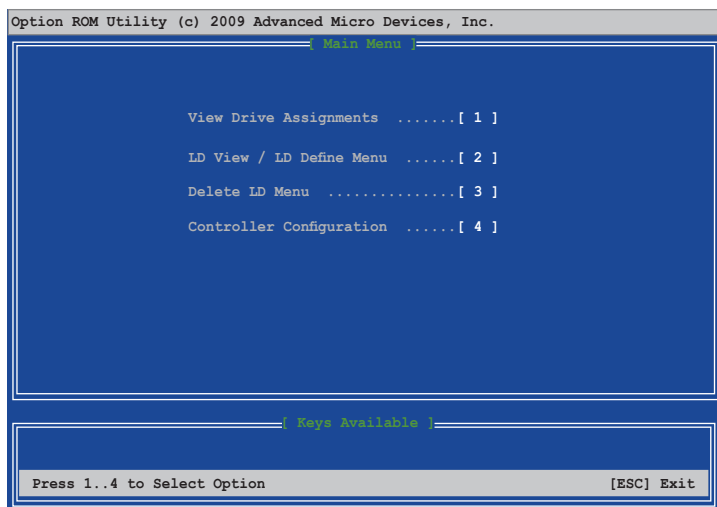 Option ROM Utility (c) 2009 Advanced Micro Devices, Inc.
[ Main Menu ]
View Drive Assignments .......[ 1 ]
LD View / LD Define Menu ......[ 2 ]
Delete LD Menu ...............[ 3 ]
Controller Configuration ......[ 4 ]
[ Keys Available ]
Press 1..4 to Select Option [ESC] Exit